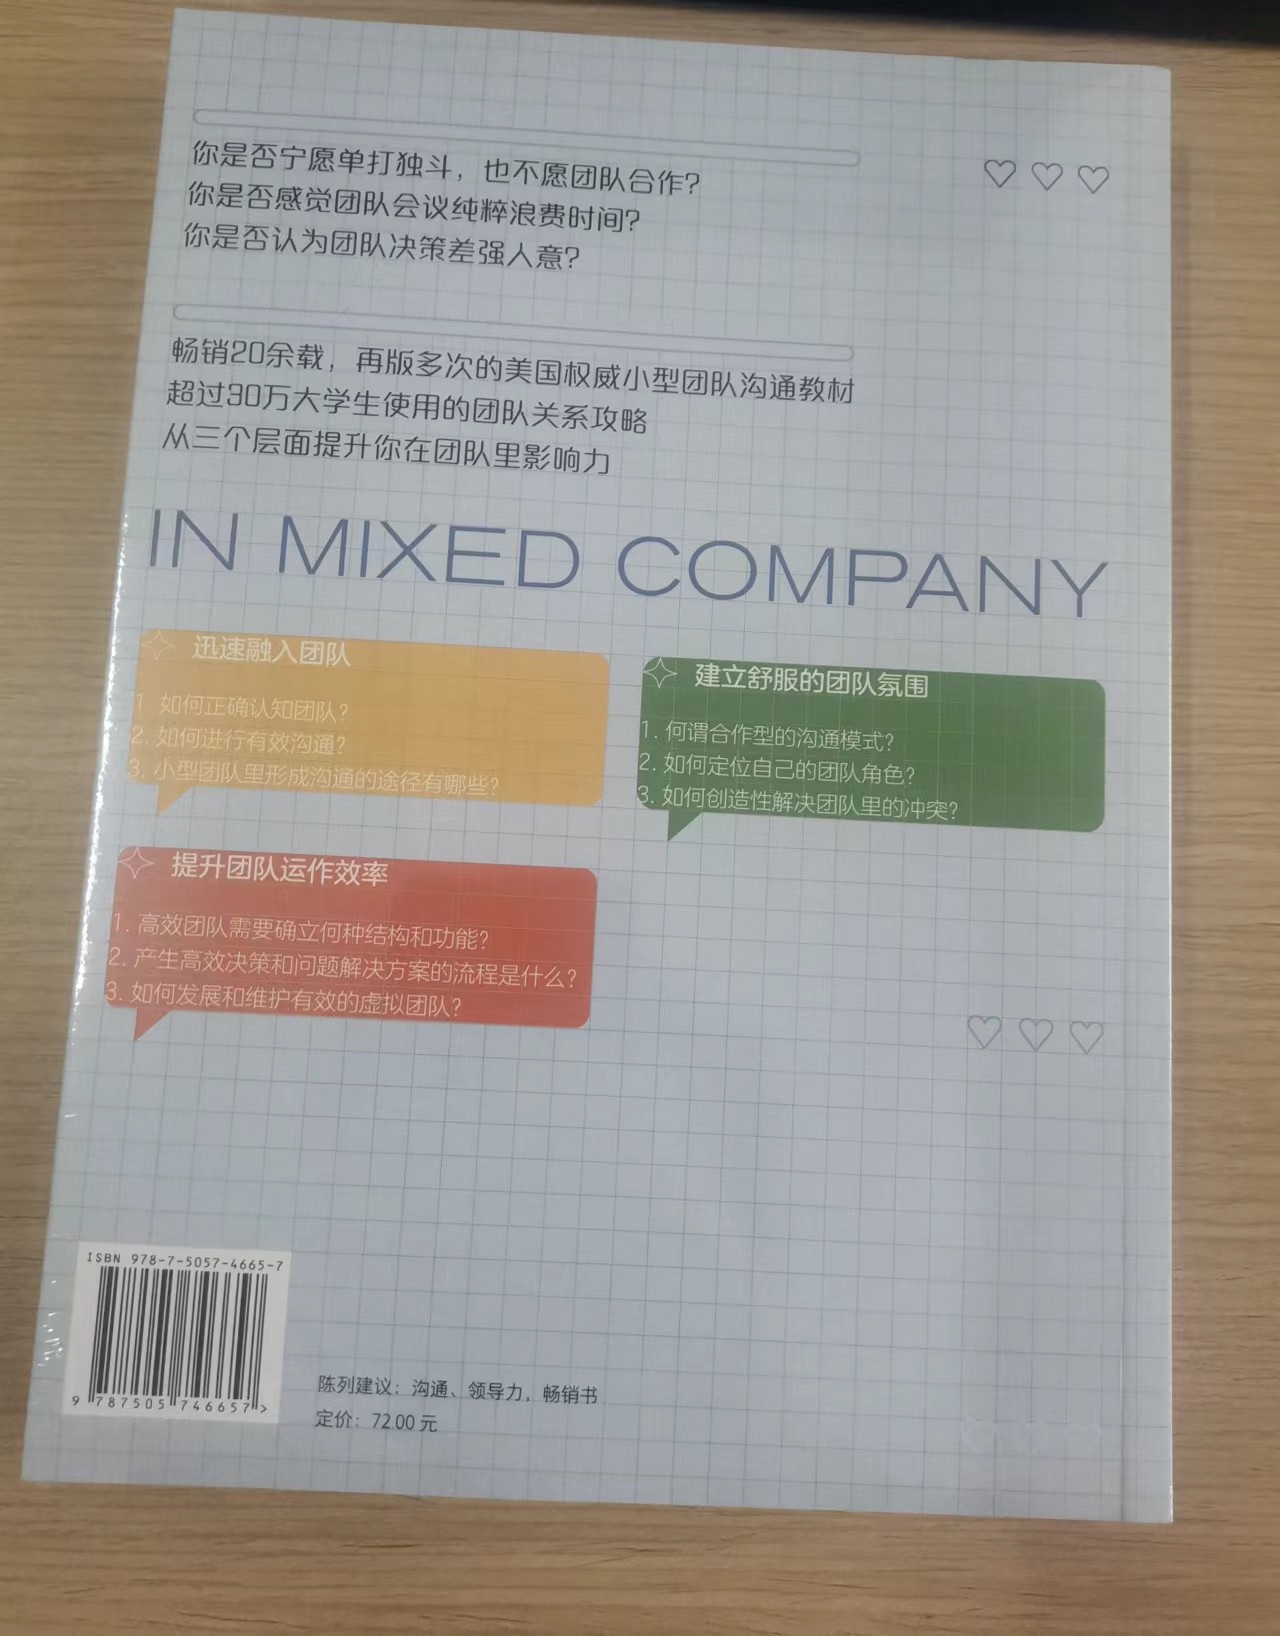 你是否宁愿单打独斗，也不愿团队合作？
你是否感觉团队会议纯粹浪费时间？
你是否认为团队决策差强人意？
畅销20余载，再版多次的美国权威小型团队沟通教材
超过30万大学生使用的团队关系攻略
从三个层面提升你在团队里影响力
IN MIXED COMPANY
迅速融入团队
1 如何正确认知团队？
2. 如何进行有效沟通？
3. 小型团队里形成沟通的途径有哪些？
建立舒服的团队氛围
1. 何谓合作型的沟通模式？
2. 如何定位自己的团队角色？
3. 如何创造性解决团队里的冲突？
提升团队运作效率
1. 高效团队需要确立何种结构和功能？
2. 产生高效决策和问题解决方案的流程是什么？
3. 如何发展和维护有效的虚拟团队？
ISBN 978-7-5057-4665-7
9 787505 746657 >
陈列建议：沟通、领导力，畅销书
定价：72.00 元